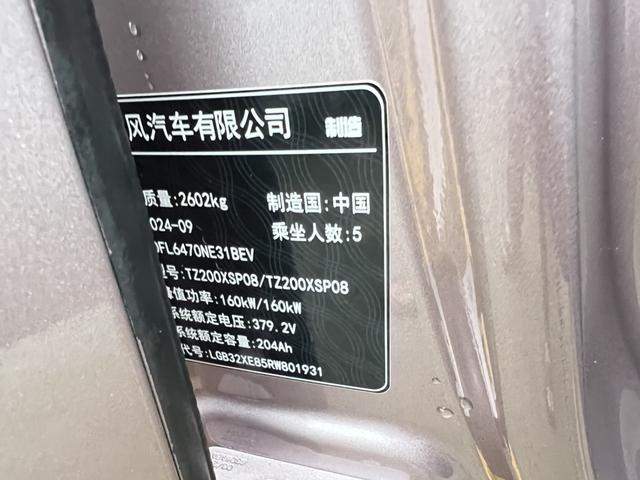 风汽车有限公司 制造
质量:2602kg 制造国:中国
024-09 乘坐人数:5
DFL6470NE31BEV
型号:TZ200XSP08/TZ200XSP08
峰值功率:160kW/160kW
系统额定电压:379.2V
系统额定容量:204Ah
代号:LGB32XE85RW801931